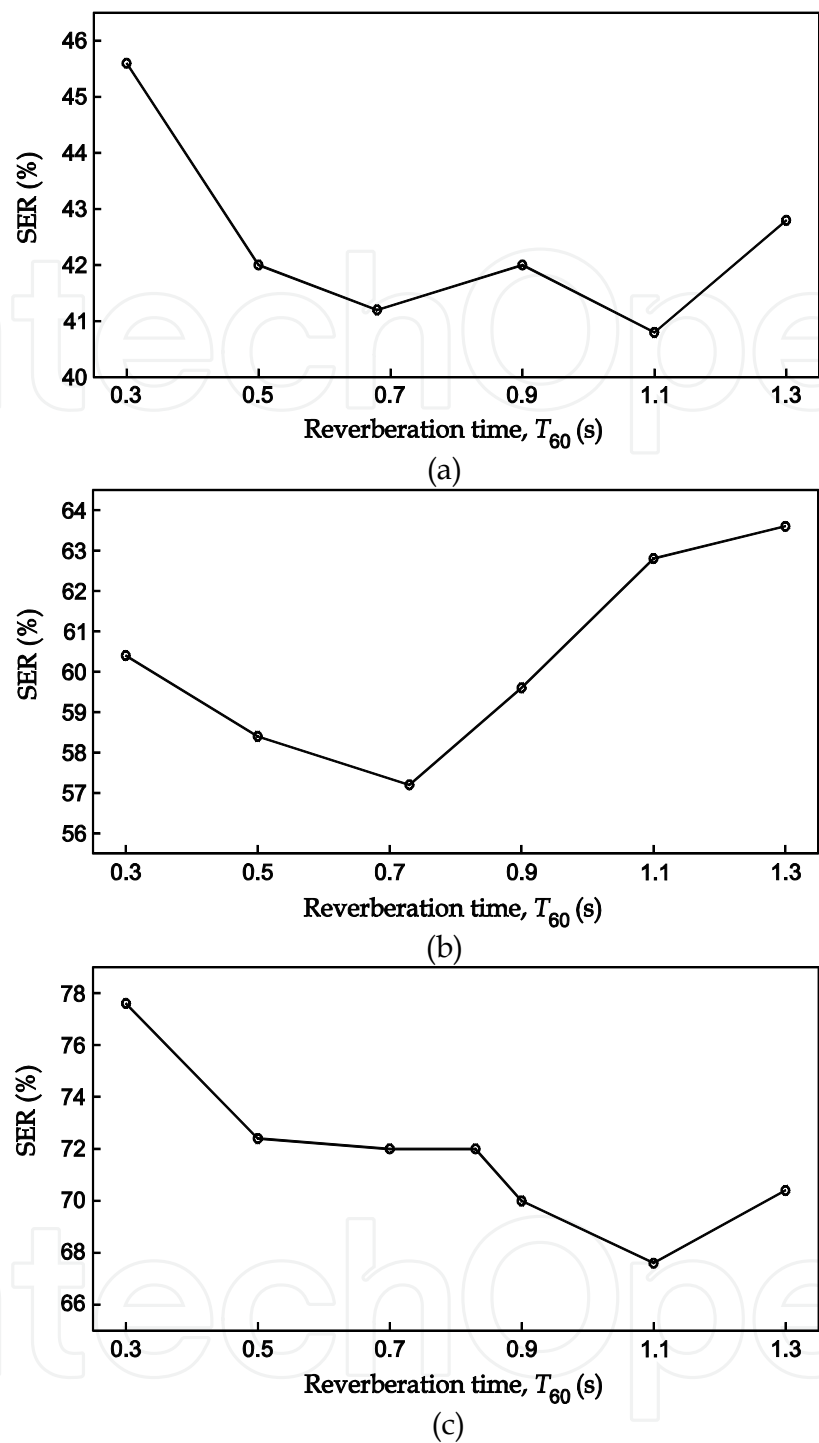 46
45
44
43
42
41
40
SER (%)
0.3 0.5 0.7 0.9 1.1 1.3
Reverberation time, T60 (s)
(a)
64
63
62
61
60
59
58
57
56
SER (%)
0.3 0.5 0.7 0.9 1.1 1.3
Reverberation time, T60 (s)
(b)
78
76
74
72
70
68
66
SER (%)
0.3 0.5 0.7 0.9 1.1 1.3
Reverberation time, T60 (s)
(c)
ntechOpe
ntechOpe